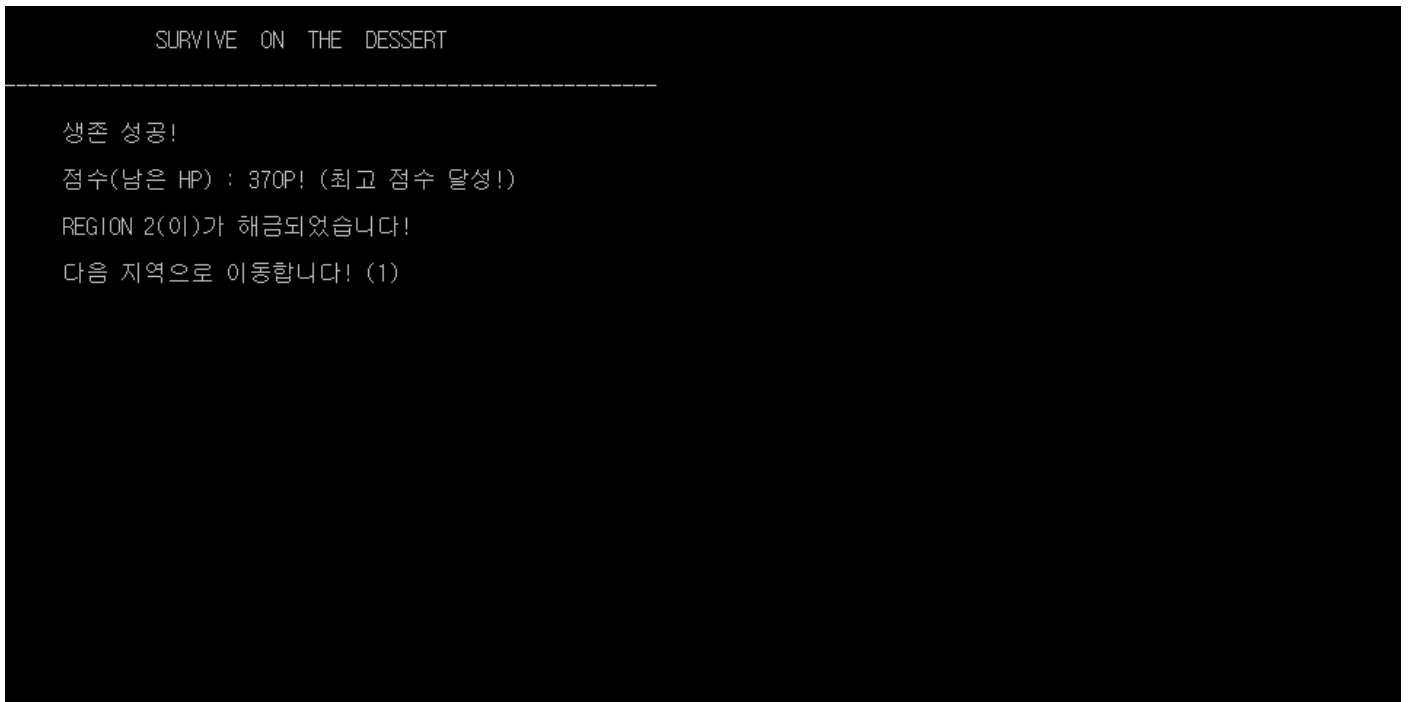 SURVIVE ON THE DESSERT
--------------------------------------------------------
생존 성공!
점수(남은 HP) : 370P! (최고 점수 달성!)
REGION 2(이)가 해금되었습니다!
다음 지역으로 이동합니다! (1)